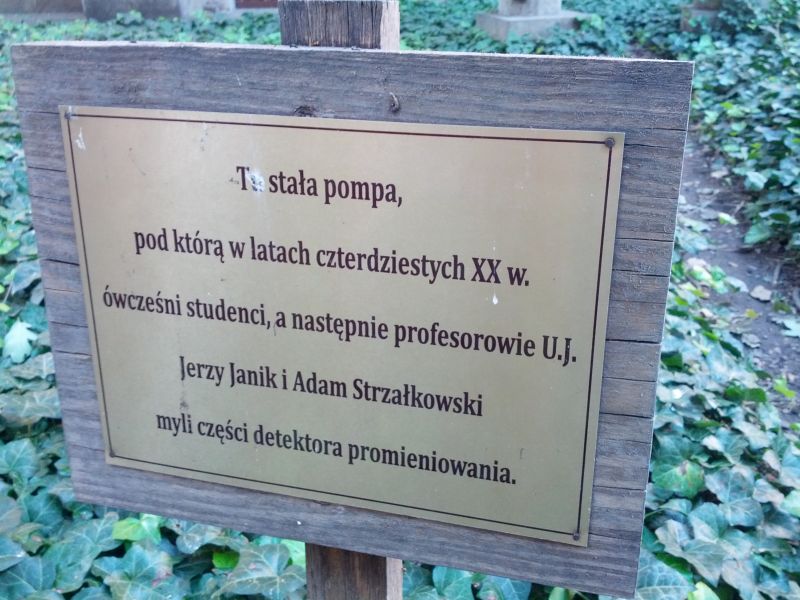 Tu stała pompa,
pod którą w latach czterdziestych XX w.
ówcześni studenci, a następnie profesorowie U.J.
Jerzy Janik i Adam Strzałkowski
myli części detektora promieniowania.